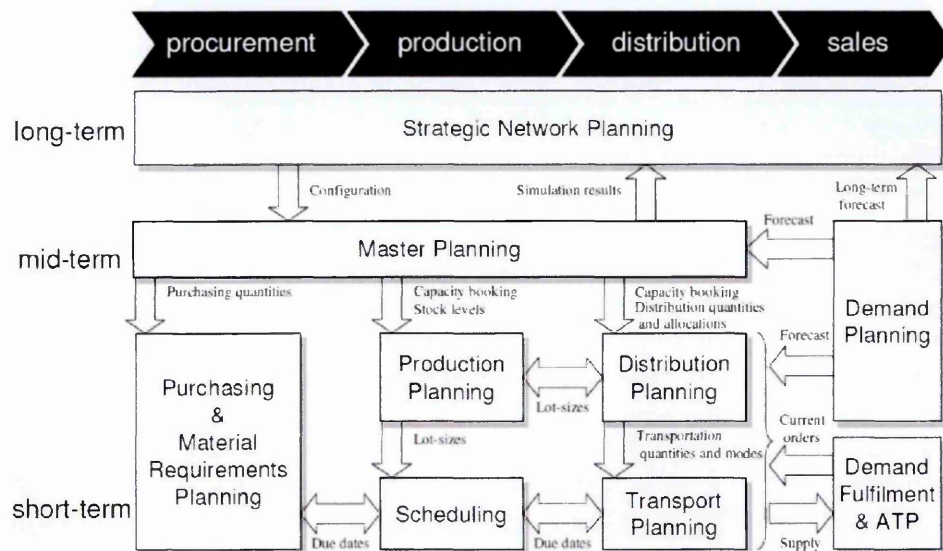 procurement
production
distribution
sales
long-term
Strategic Network Planning
Configuration
Simulation results
Long-term
forecast
mid-term
Master Planning
Forecast
Purchasing quantities
Capacity booking
Stock levels
Capacity booking
Distribution quantities
and allocations
Demand
Planning
Forecast
Purchasing
&
Material
Requirements
Planning
Production
Planning
Lot-sizes
Distribution
Planning
Lot-sizes
Transportation
quantities and modes
Current
orders
short-term
Due dates
Scheduling
Due dates
Transport
Planning
Supply
Demand
Fulfilment
& ATP